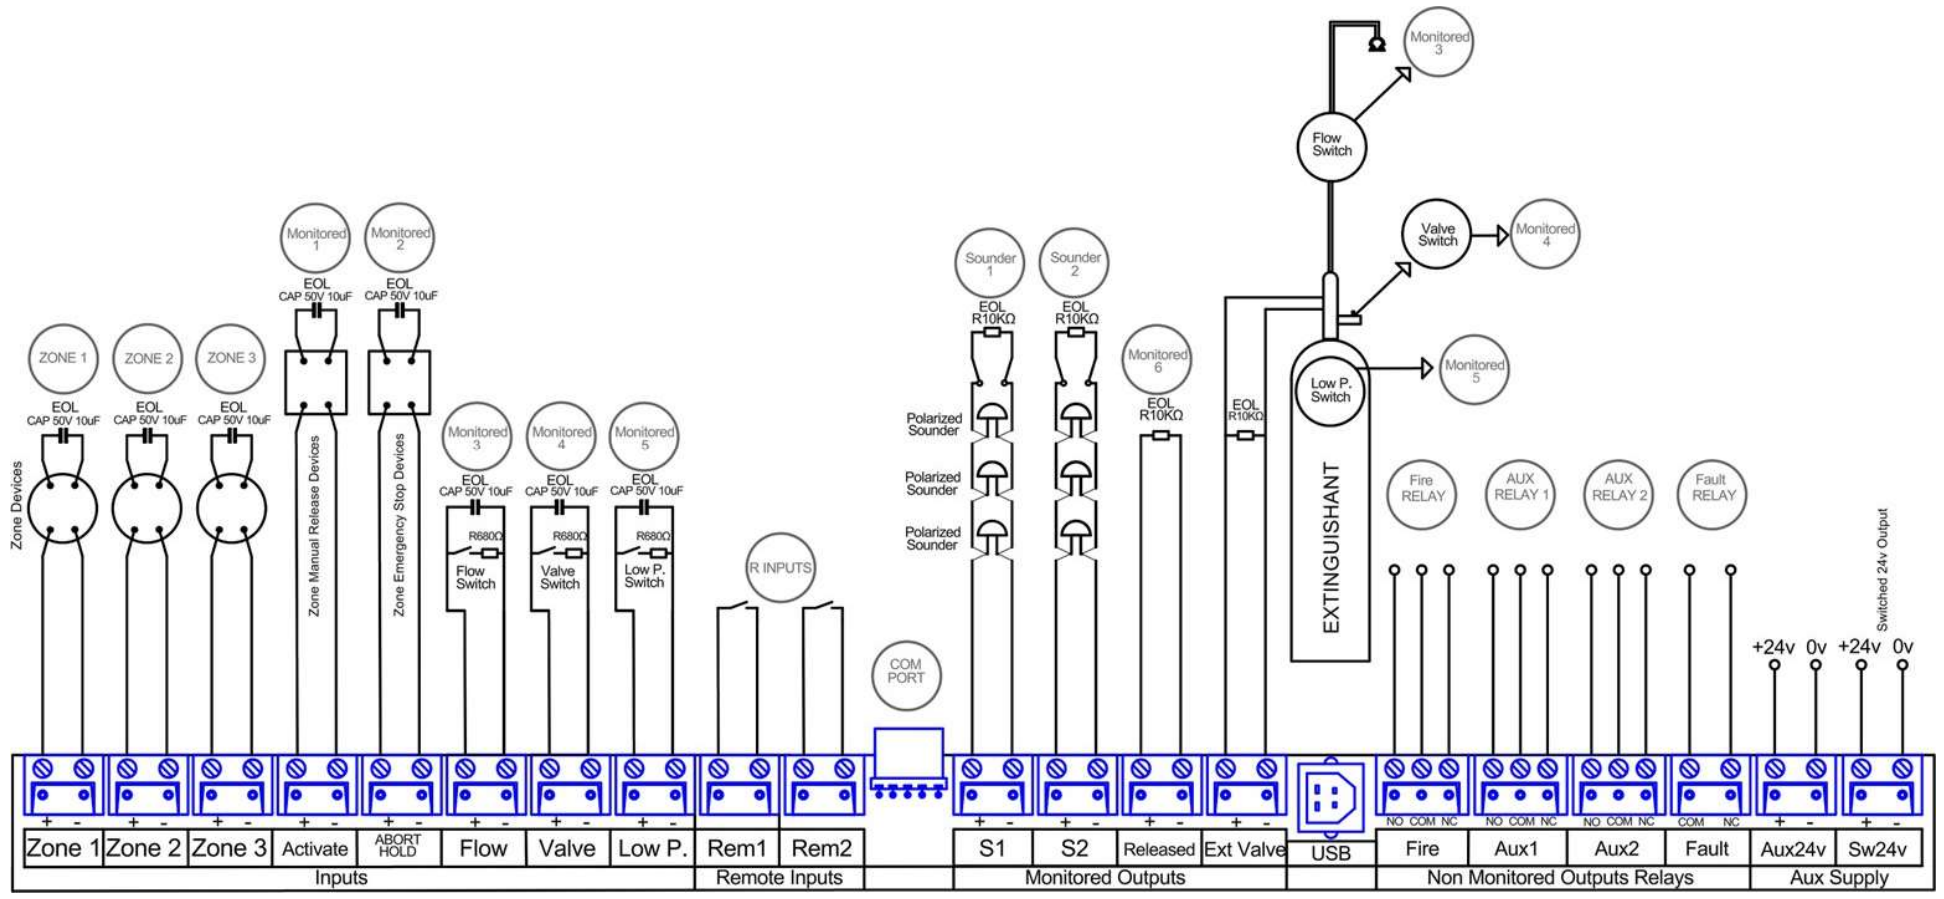 Monitored
3
Flow
Switch
Valve
Switch
Monitored
4
Low P.
Switch
Monitored
5
EXTINGUISHANT
Monitored
1
EOL
CAP 50V 10uF
Monitored
2
EOL
CAP 50V 10uF
ZONE 1
EOL
CAP 50V 10uF
ZONE 2
EOL
CAP 50V 10uF
ZONE 3
EOL
CAP 50V 10uF
Zone Devices
Zone Manual Release Devices
Zone Emergency Stop Devices
Monitored
3
EOL
CAP 50V 10uF
R680Ω
Flow
Switch
Monitored
4
EOL
CAP 50V 10uF
R680Ω
Valve
Switch
Monitored
5
EOL
CAP 50V 10uF
R680Ω
Low P.
Switch
R INPUTS
COM
PORT
Sounder
1
EOL
R10KΩ
Sounder
2
EOL
R10KΩ
Polarized
Sounder
Polarized
Sounder
Polarized
Sounder
Monitored
6
EOL
R10KΩ
EOL
R10KΩ
Fire
RELAY
AUX
RELAY 1
AUX
RELAY 2
Fault
RELAY
Switched 24v Output
+24v 0v +24v 0v
+ - + - + - + - + - + - + - + - + - + - + - + - NO COM NC NO COM NC NO COM NC COM NC + - + -
Zone 1 Zone 2 Zone 3 Activate ABORT HOLD Flow Valve Low P. Rem1 Rem2 S1 S2 Released Ext Valve USB Fire Aux1 Aux2 Fault Aux24v Sw24v
Inputs Remote Inputs Monitored Outputs Non Monitored Outputs Relays Aux Supply